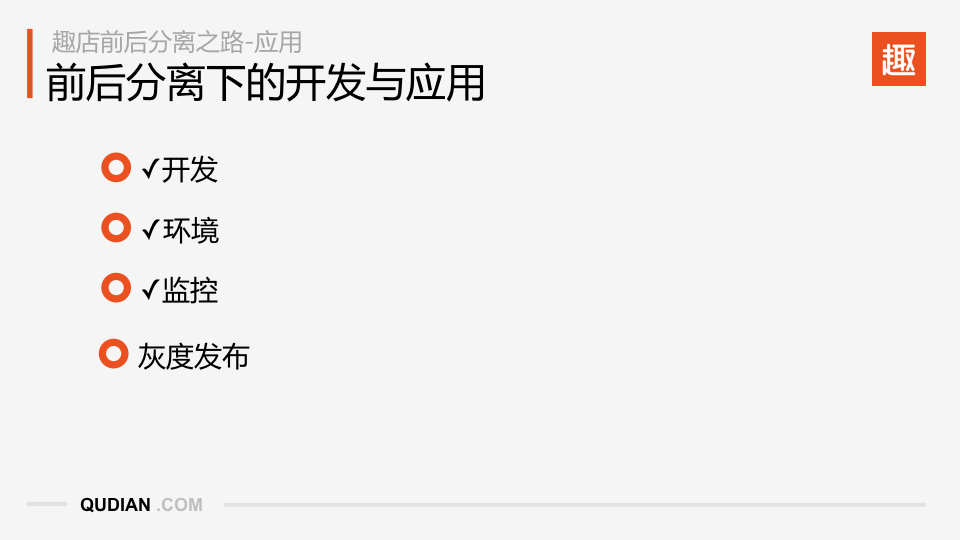 趣店前后分离之路-应用
前后分离下的开发与应用
趣
✓开发
✓环境
✓监控
灰度发布
QUDIAN .COM